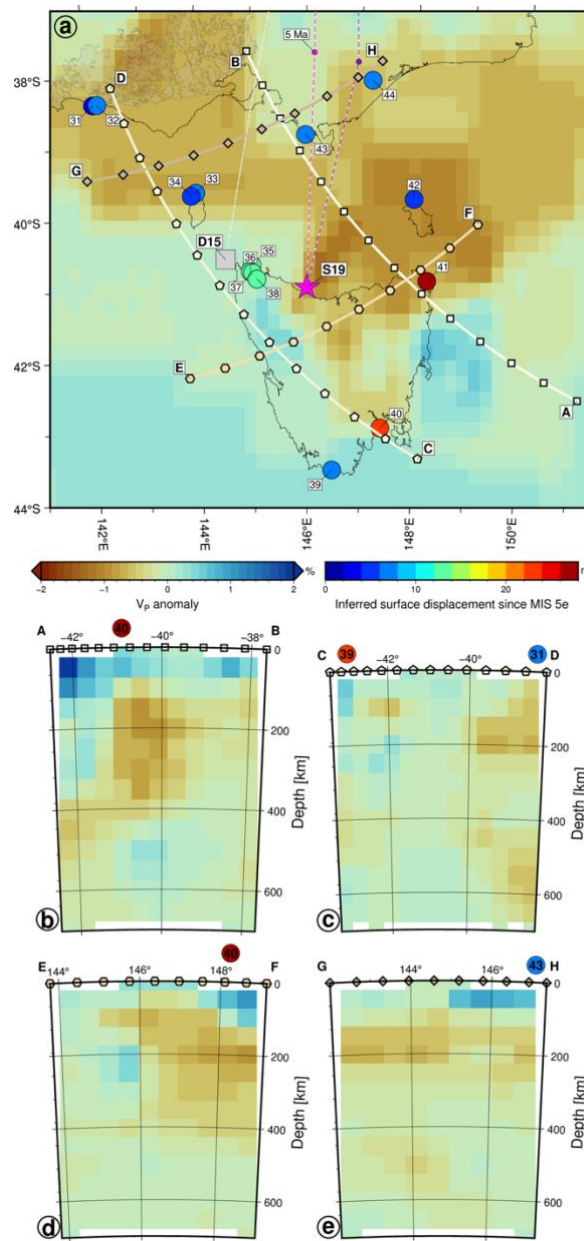 a
5 Ma
H
B
D
38°S
31
32
44
43
G
34
33
42
40°S
F
D15
35
36
S19
41
37
38
42°S
E
A
40
C
39
44°S
142°E
144°E
146°E
148°E
150°E
%
−2 −1 0 1 2
0 10 20
VP anomaly
Inferred surface displacement since MIS 5e
A 40 B
−42° −40° −38°
0
200
400
600
Depth [km]
b
C 39 31 D
−42° −40°
0
200
400
600
Depth [km]
c
E 40 F
144° 146° 148°
0
200
400
600
Depth [km]
d
G 43 H
144° 146°
0
200
400
600
Depth [km]
e